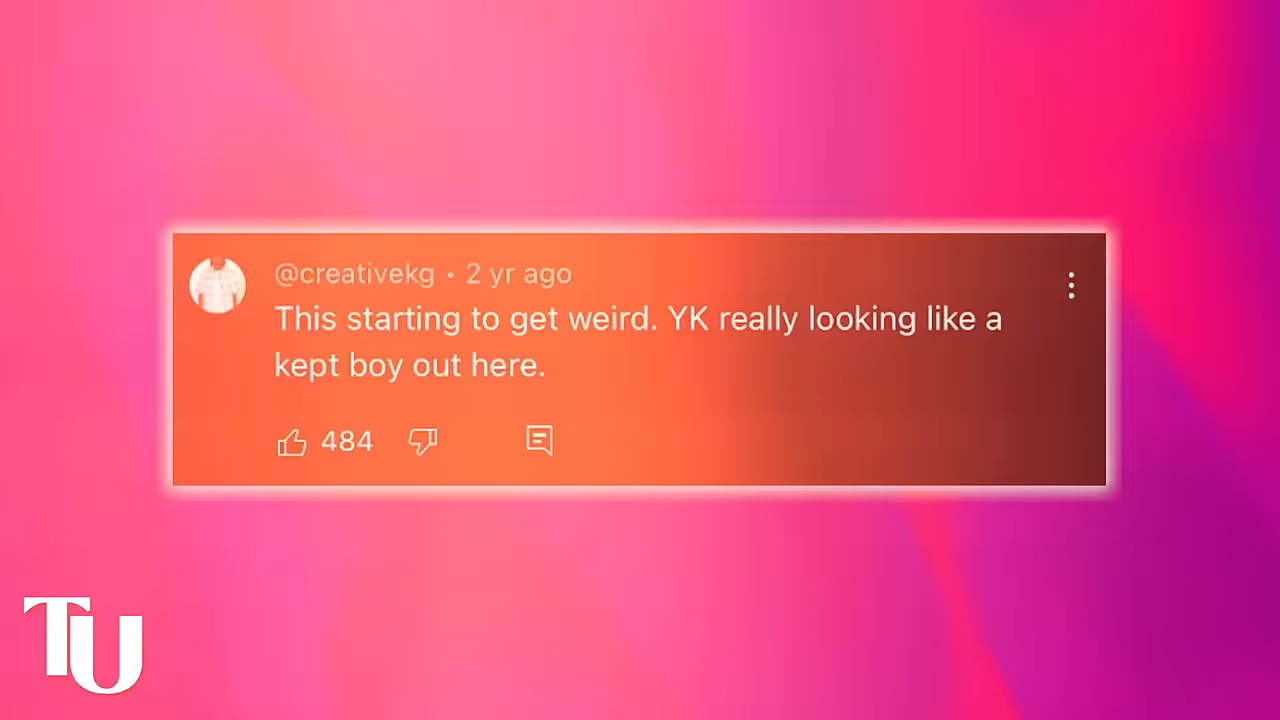 @creativekg • 2 yr ago
This starting to get weird. YK really looking like a
kept boy out here.
484
TU